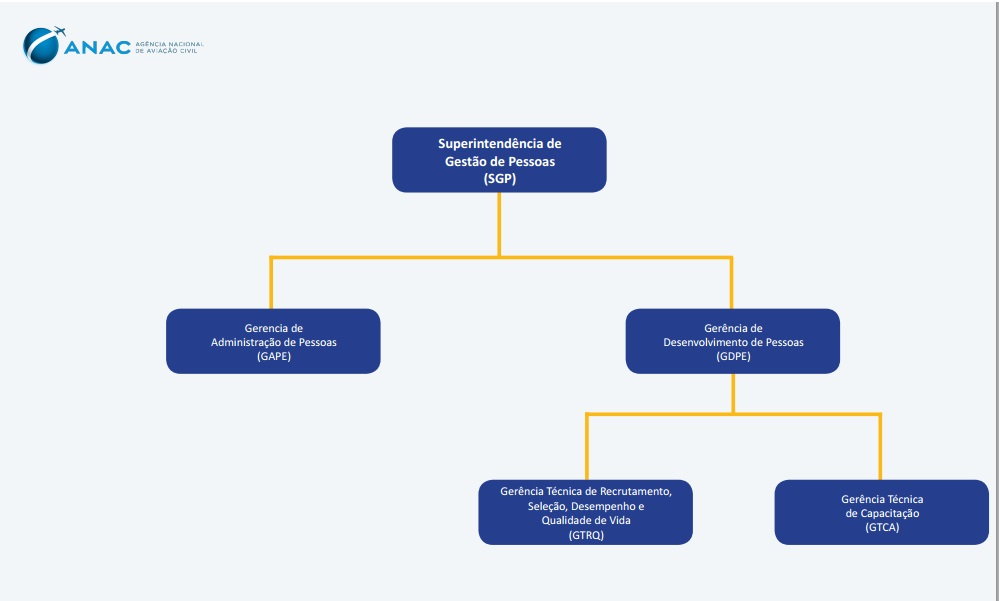 ANAC
AGÊNCIA NACIONAL
DE AVIAÇÃO CIVIL
Superintendência de
Gestão de Pessoas
(SGP)
Gerencia de
Administração de Pessoas
(GAPE)
Gerência de
Desenvolvimento de Pessoas
(GDPE)
Gerência Técnica de Recrutamento,
Seleção, Desempenho e
Qualidade de Vida
(GTRQ)
Gerência Técnica
de Capacitação
(GTCA)